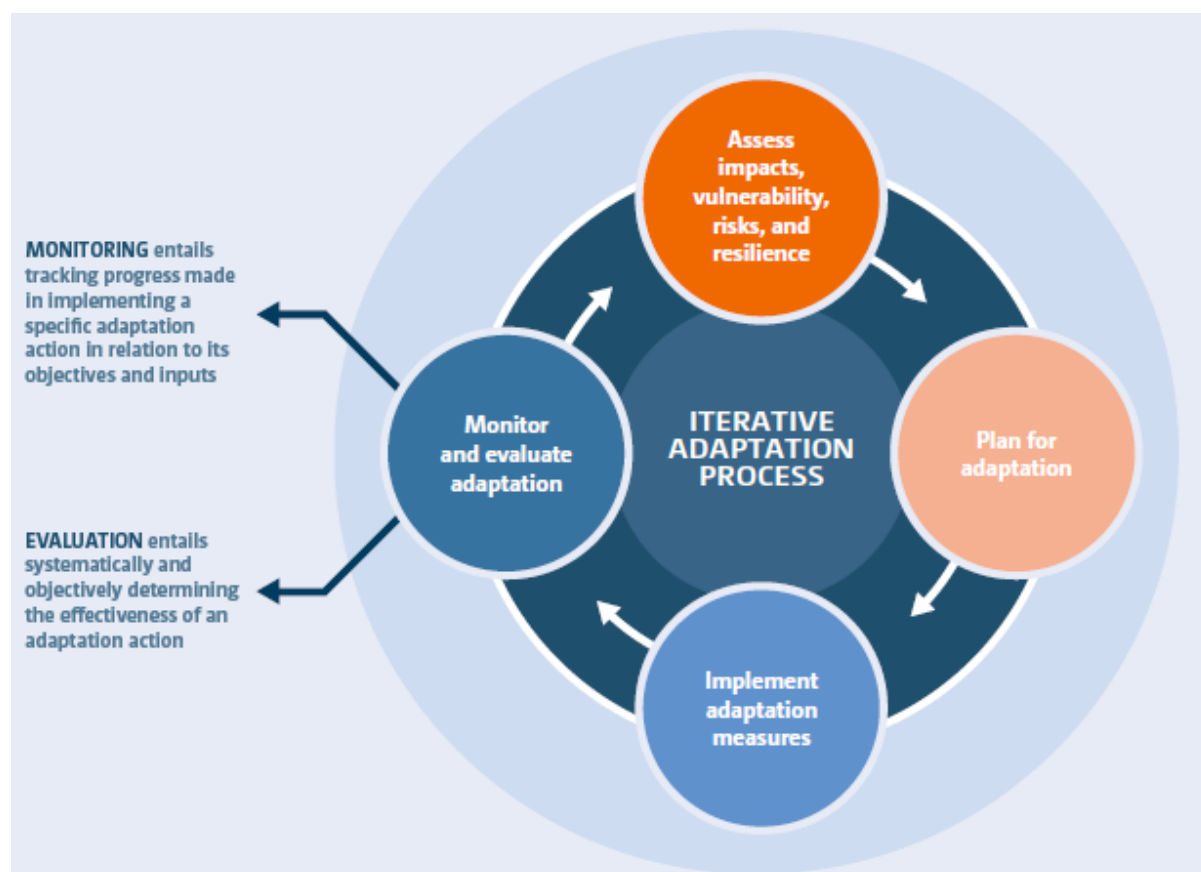 Assess
impacts,
vulnerability,
risks, and
resilience
MONITORING entails
tracking progress made
in implementing a
specific adaptation
action in relation to its
objectives and inputs
Monitor
and evaluate
adaptation
ITERATIVE
ADAPTATION
PROCESS
Plan for
adaptation
EVALUATION entails
systematically and
objectively determining
the effectiveness of an
adaptation action
Implement
adaptation
measures